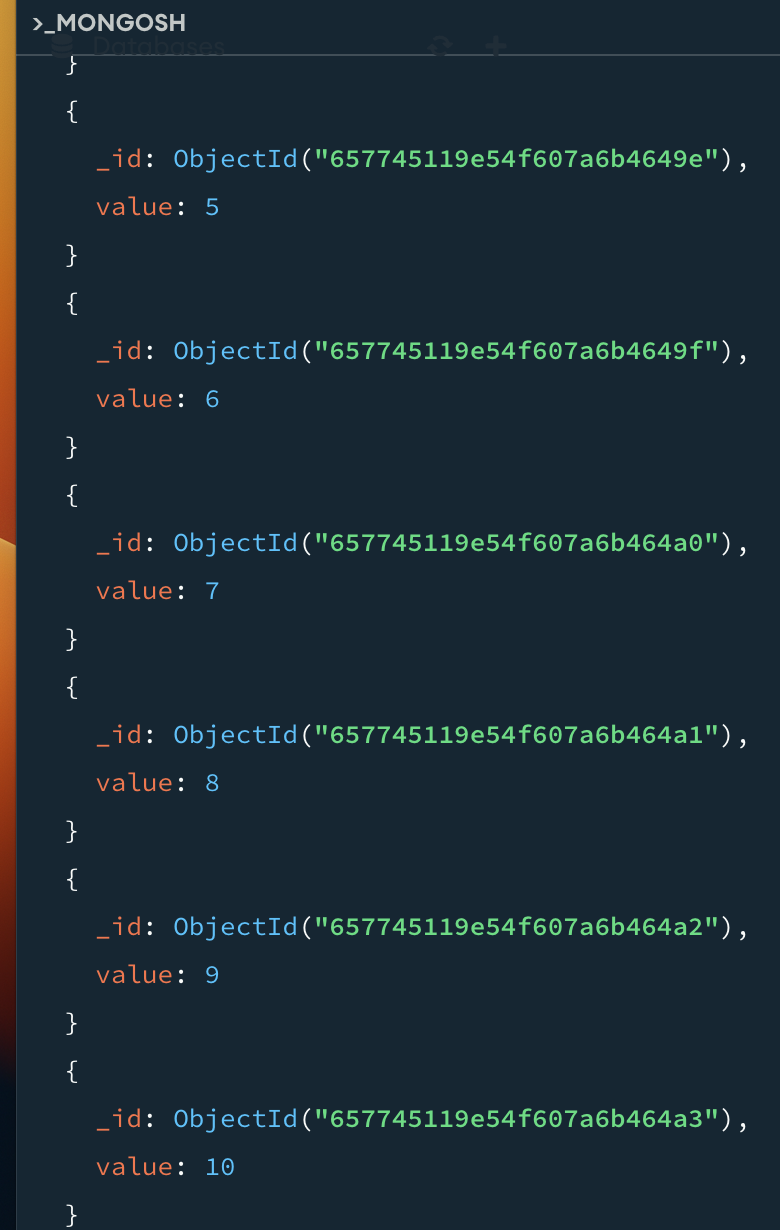 >_MONGOSH
Databases
}
{
_id: ObjectId("657745119e54f607a6b4649e"),
value: 5
}
{
_id: ObjectId("657745119e54f607a6b4649f"),
value: 6
}
{
_id: ObjectId("657745119e54f607a6b464a0"),
value: 7
}
{
_id: ObjectId("657745119e54f607a6b464a1"),
value: 8
}
{
_id: ObjectId("657745119e54f607a6b464a2"),
value: 9
}
{
_id: ObjectId("657745119e54f607a6b464a3"),
value: 10
}